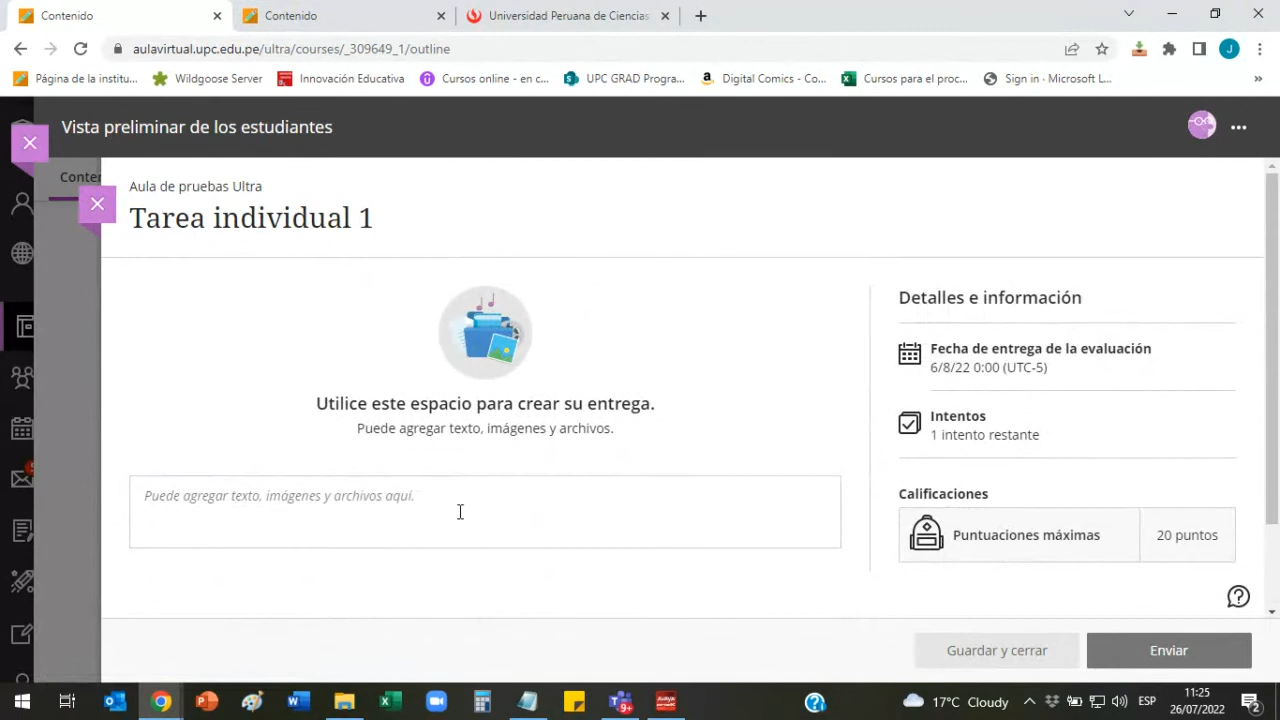 Contenido
Contenido
Universidad Peruana de Ciencias
aulavirtual.upc.edu.pe/ultra/courses/_309649_1/outline
J
Página de la institu...
Wildgoose Server
Innovación Educativa
Cursos online - en c...
UPC GRAD Progra...
Digital Comics - Co...
Cursos para el proc...
Sign in - Microsoft L...
»
Vista preliminar de los estudiantes
Conten
Aula de pruebas Ultra
Tarea individual 1
Utilice este espacio para crear su entrega.
Puede agregar texto, imágenes y archivos.
Puede agregar texto, imágenes y archivos aquí.
Detalles e información
Fecha de entrega de la evaluación
6/8/22 0:00 (UTC-5)
Intentos
1 intento restante
Calificaciones
Puntuaciones máximas
20 puntos
Guardar y cerrar
Enviar
9+
17°C Cloudy
ESP
11:25
26/07/2022
2